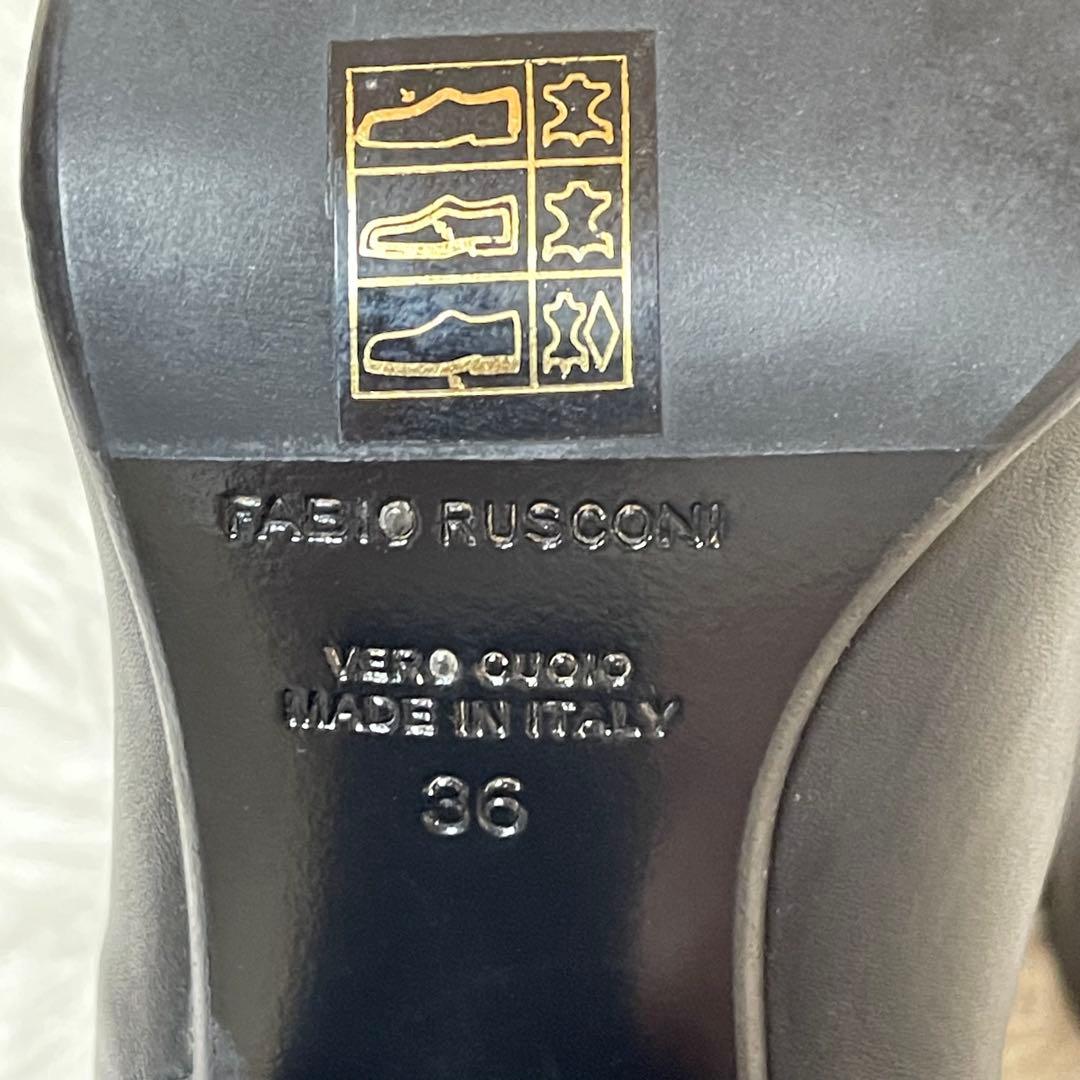 FABIO RUSCONI
VERO CUOIO
MADE IN ITALY
36